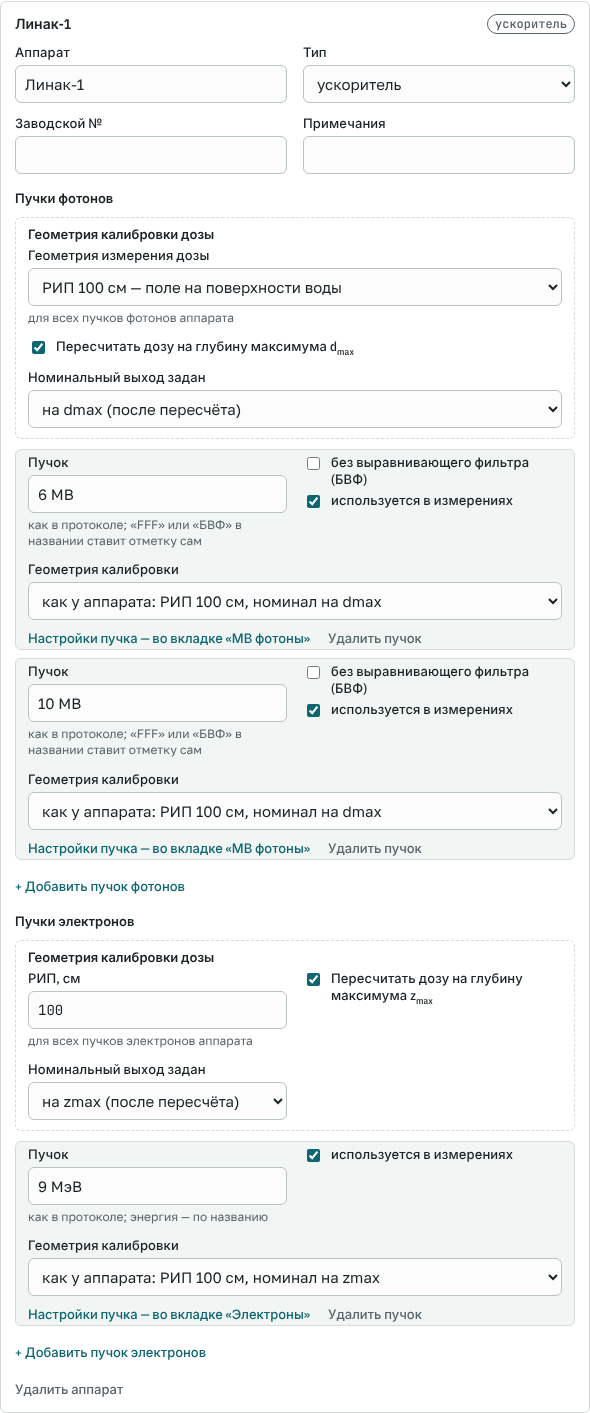 Линак-1
ускоритель
Аппарат
Тип
Линак-1
ускоритель
Заводской №
Примечания
Пучки фотонов
Геометрия калибровки дозы
Геометрия измерения дозы
РИП 100 см — поле на поверхности воды
для всех пучков фотонов аппарата
Пересчитать дозу на глубину максимума dmax
Номинальный выход задан
на dmax (после пересчёта)
Пучок
без выравнивающего фильтра
(БВФ)
6 МВ
используется в измерениях
как в протоколе; «FFF» или «БВФ» в
названии ставит отметку сам
Геометрия калибровки
как у аппарата: РИП 100 см, номинал на dmax
Настройки пучка — во вкладке «МВ фотоны»
Удалить пучок
Пучок
без выравнивающего фильтра
(БВФ)
10 МВ
используется в измерениях
как в протоколе; «FFF» или «БВФ» в
названии ставит отметку сам
Геометрия калибровки
как у аппарата: РИП 100 см, номинал на dmax
Настройки пучка — во вкладке «МВ фотоны»
Удалить пучок
+ Добавить пучок фотонов
Пучки электронов
Геометрия калибровки дозы
РИП, см
Пересчитать дозу на глубину
максимума zmax
100
для всех пучков электронов аппарата
Номинальный выход задан
на zmax (после пересчёта)
Пучок
используется в измерениях
9 МэВ
как в протоколе; энергия — по названию
Геометрия калибровки
как у аппарата: РИП 100 см, номинал на zmax
Настройки пучка — во вкладке «Электроны»
Удалить пучок
+ Добавить пучок электронов
Удалить аппарат